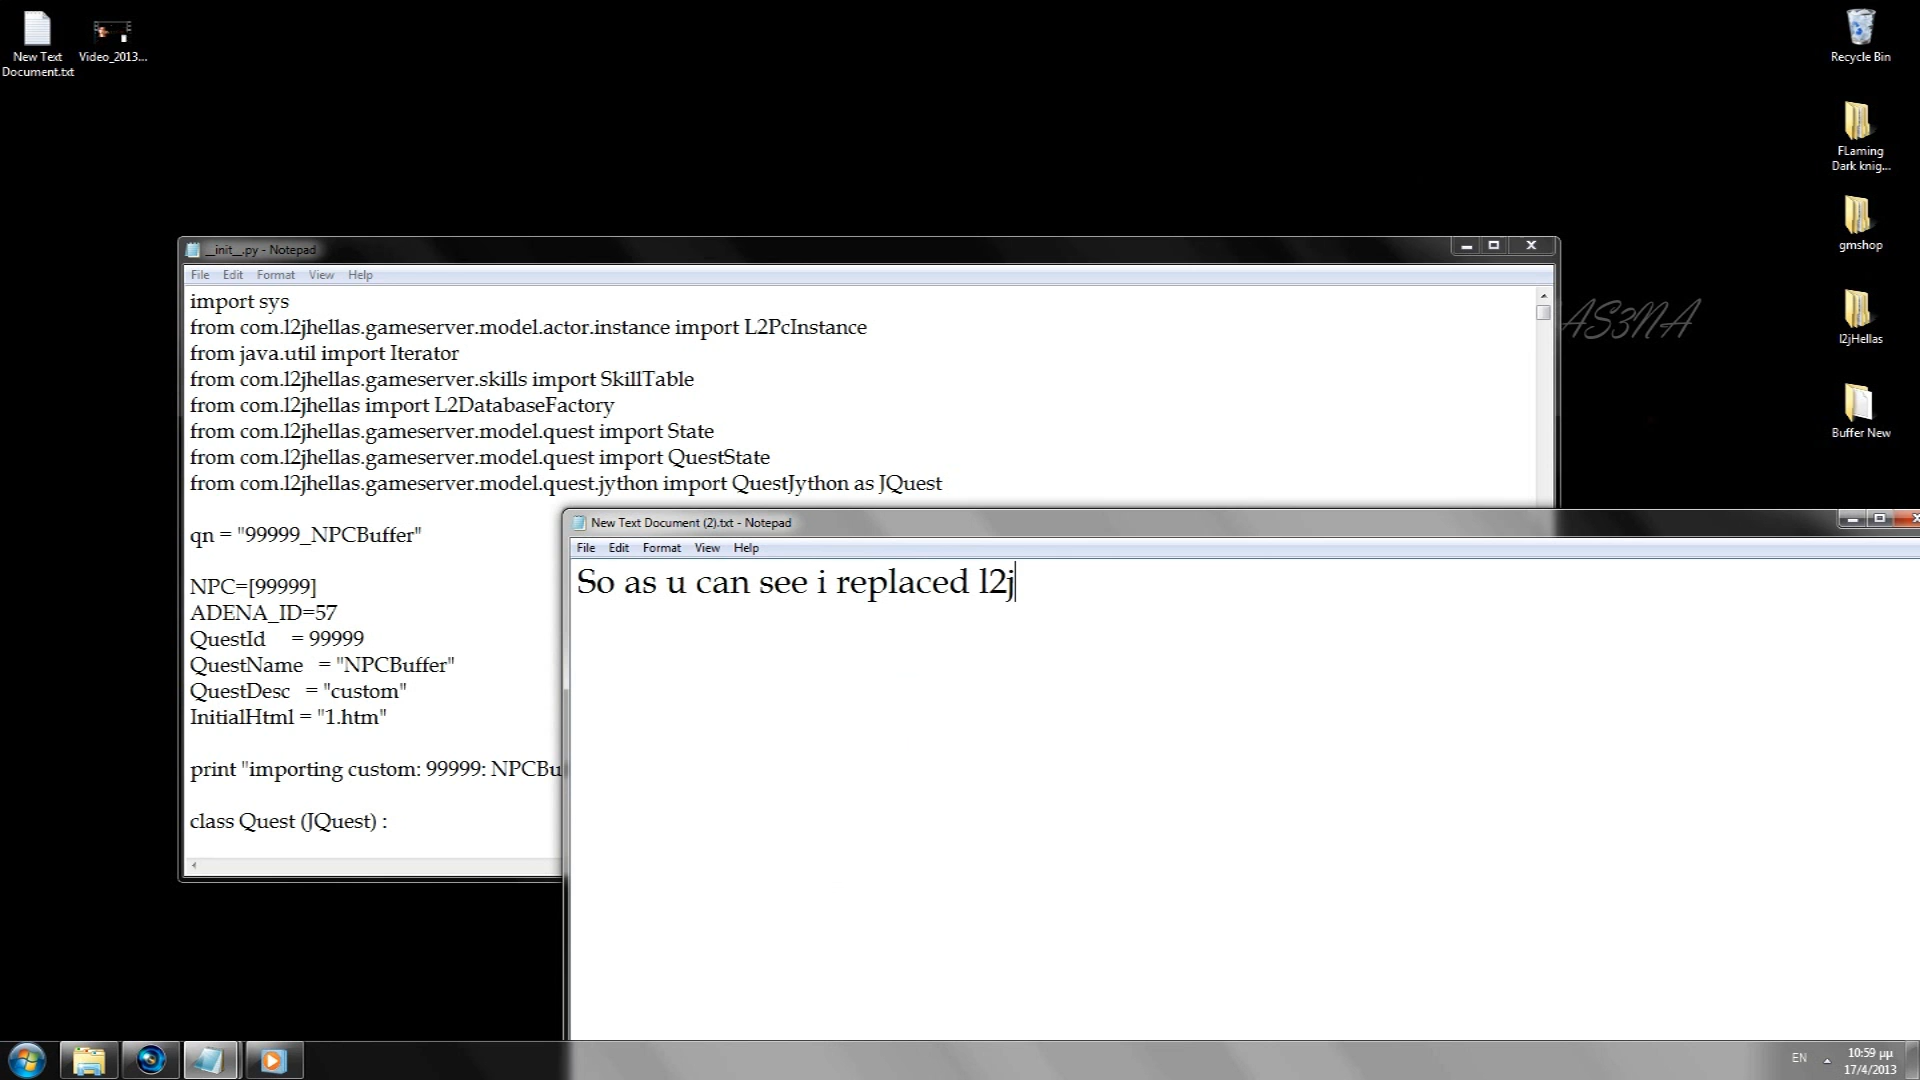 New Text
Document.txt
Video_2013...
Recycle Bin
FLaming
Dark knig...
gmshop
l2jHellas
Buffer New
AS3NA
__init__.py - Notepad
File Edit Format View Help
import sys
from com.l2jhellas.gameserver.model.actor.instance import L2PcInstance
from java.util import Iterator
from com.l2jhellas.gameserver.skills import SkillTable
from com.l2jhellas import L2DatabaseFactory
from com.l2jhellas.gameserver.model.quest import State
from com.l2jhellas.gameserver.model.quest import QuestState
from com.l2jhellas.gameserver.model.quest.jython import QuestJython as JQuest
qn = "99999_NPCBuffer"
NPC=[99999]
ADENA_ID=57
QuestId = 99999
QuestName = "NPCBuffer"
QuestDesc = "custom"
InitialHtml = "1.htm"
print "importing custom: 99999: NPCBu
class Quest (JQuest) :
New Text Document (2).txt - Notepad
File Edit Format View Help
So as u can see i replaced l2j
EN
10:59 μμ
17/4/2013